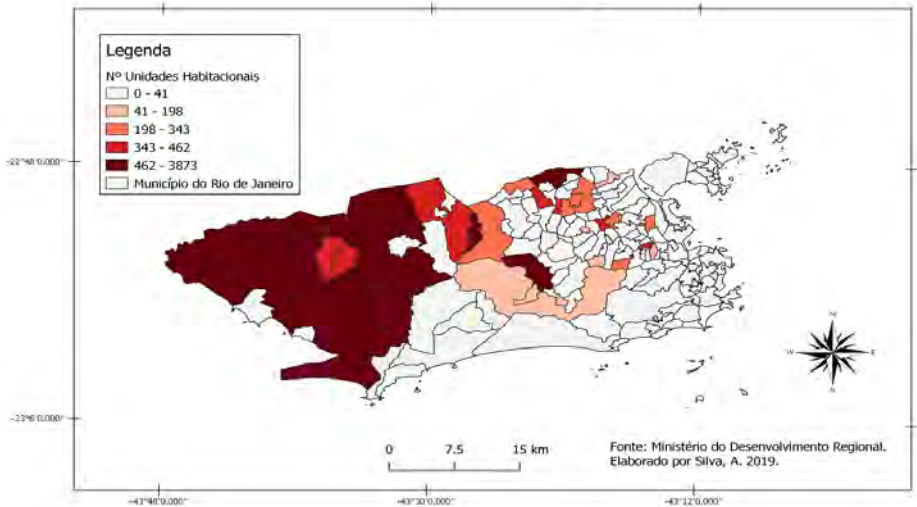 Legenda
Nº Unidades Habitacionais
0 - 41
41 - 198
198 - 343
343 - 462
462 - 3873
Município do Rio de Janeiro
-22°48'0.000"
-23°6'0.000"
N
W
E
S
0 7.5 15 km
Fonte: Ministério do Desenvolvimento Regional.
Elaborado por Silva, A. 2019.
-43°48'0.000"
-43°30'0.000"
-43°12'0.000"